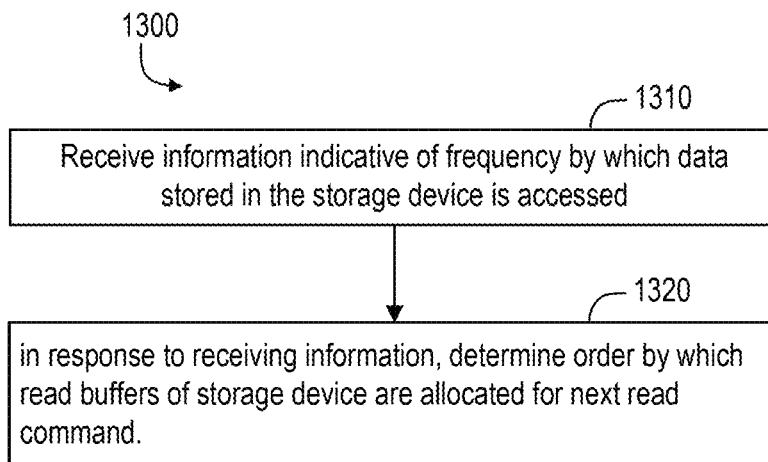 1300
1310
Receive information indicative of frequency by which data
stored in the storage device is accessed
1320
in response to receiving information, determine order by which
read buffers of storage device are allocated for next read
command.